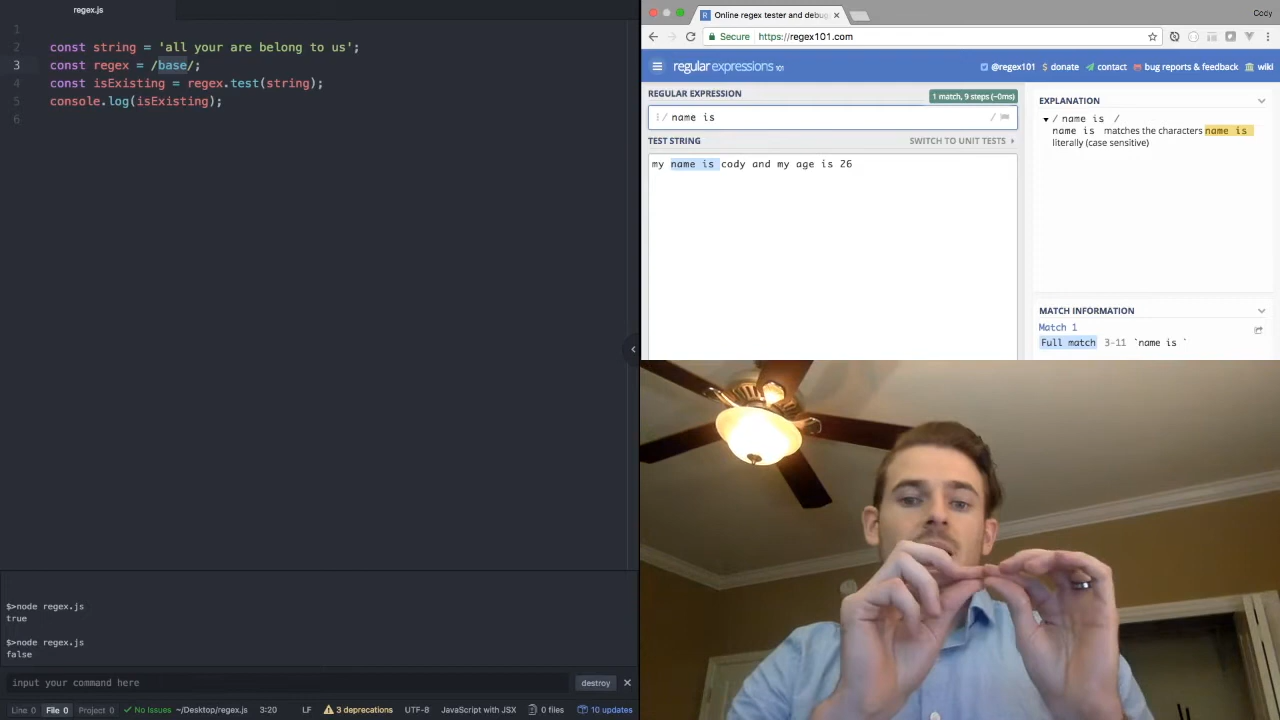 regex.js
1
2 const string = 'all your are belong to us';
3 const regex = /base/;
4 const isExisting = regex.test(string);
5 console.log(isExisting);
6
$>node regex.js
true
$>node regex.js
false
input your command here
destroy
Line 0 File 0 Project 0 No Issues ~/Desktop/regex.js 3:20 LF 3 deprecations UTF-8 JavaScript with JSX 0 files 10 updates
Online regex tester and debug
Cody
Secure https://regex101.com
regular expressions 101
@regex101 $ donate contact bug reports & feedback wiki
REGULAR EXPRESSION
1 match, 9 steps (~0ms)
/ name is /
TEST STRING
SWITCH TO UNIT TESTS
my name is cody and my age is 26
EXPLANATION
/ name is /
name is matches the characters name is
literally (case sensitive)
MATCH INFORMATION
Match 1
Full match 3-11 `name is `